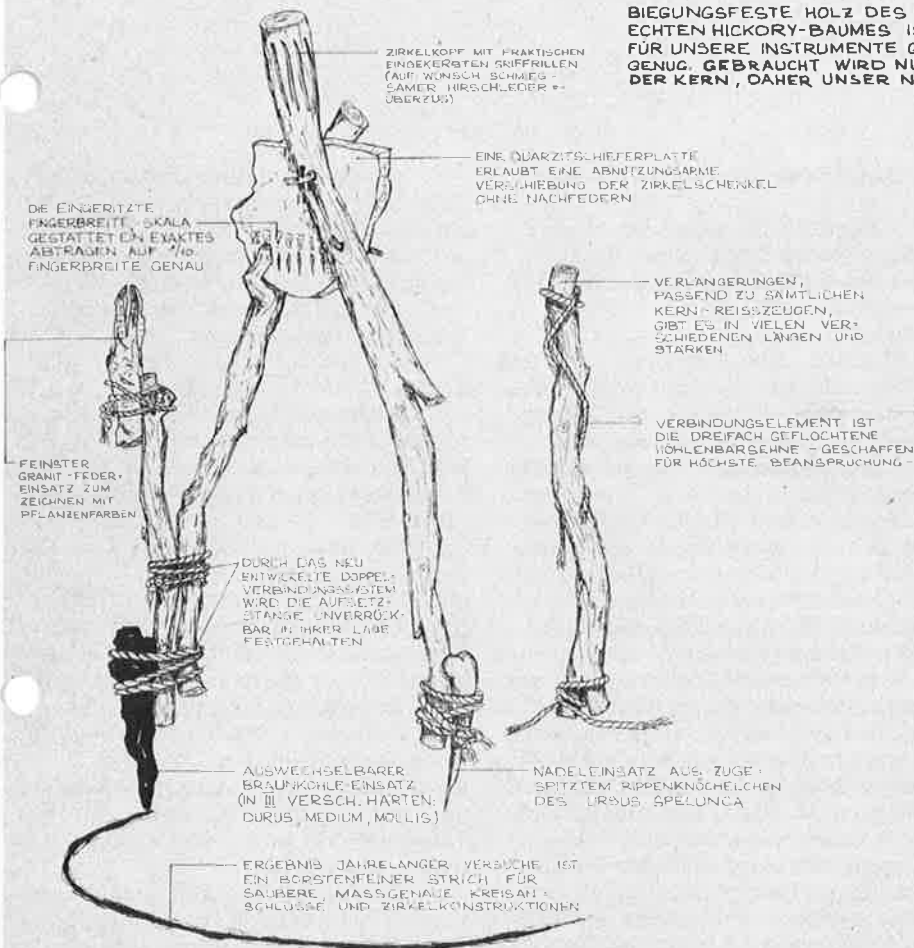 BIEGUNGSFESTE HOLZ DES
ECHTEN HICKORY-BAUMES
FÜR UNSERE INSTRUMENTE
GENUG. GEBRAUCHT WIRD
DER KERN, DAHER UNSER
ZIRKELKOPF MIT PRAKTISCHEN
EINGEKERBTEN GRIFFRILLEN
(AUF WUNSCH SCHMIEG-
SAMER HIRSCHLEDER-
ÜBERZUG)
EINE QUARZITSCHIEFERPLATTE
ERLAUBT EINE ABNUTZUNGSARME
VERSCHIEBUNG DER ZIRKELSCHENKEL
OHNE NACHFEDERN
DIE EINGERITZTE
FINGERBREITE-SKALA
GESTATTET EIN EXAKTES
ABTRAGEN AUF 1/10
FINGERBREITE GENAU
VERLÄNGERUNGEN,
PASSEND ZU SÄMTLICHEN
KERN-REISSZEUGEN,
GIBT ES IN VIELEN VER-
SCHIEDENEN LÄNGEN UND
STÄRKEN
VERBINDUNGSELEMENT IST
DIE DREIFACH GEFLOCHTENE
HÖHLENBÄRSEHNE - GESCHAFFEN
FÜR HÖCHSTE BEANSPRUCHUNG -
FEINSTER
GRANIT-FEDER-
EINSATZ ZUM
ZEICHNEN MIT
PFLANZENFARBEN
DURCH DAS NEU
ENTWICKELTE DOPPEL-
VERBINDUNGSSYSTEM
WIRD DIE AUFSETZ-
STANGE UNVERRÜCK-
BAR IN IHRER LAGE
FESTGEHALTEN
AUSWECHSELBARER
BRAUNKOHLE-EINSATZ
(IN III VERSCH. HÄRTEN:
DURUS, MEDIUM, MOLLIS)
NADELEINSATZ AUS ZUGE-
SPITZTEM RIPPENKNÖCHELCHEN
DES URSUS SPELUNCA
ERGEBNIS JAHRELANGER VERSUCHE IST
EIN BORSTENFEINER STRICH FÜR
SAUBERE, MASSGENAUE KREISAN-
SCHLÜSSE UND ZIRKELKONSTRUKTIONEN